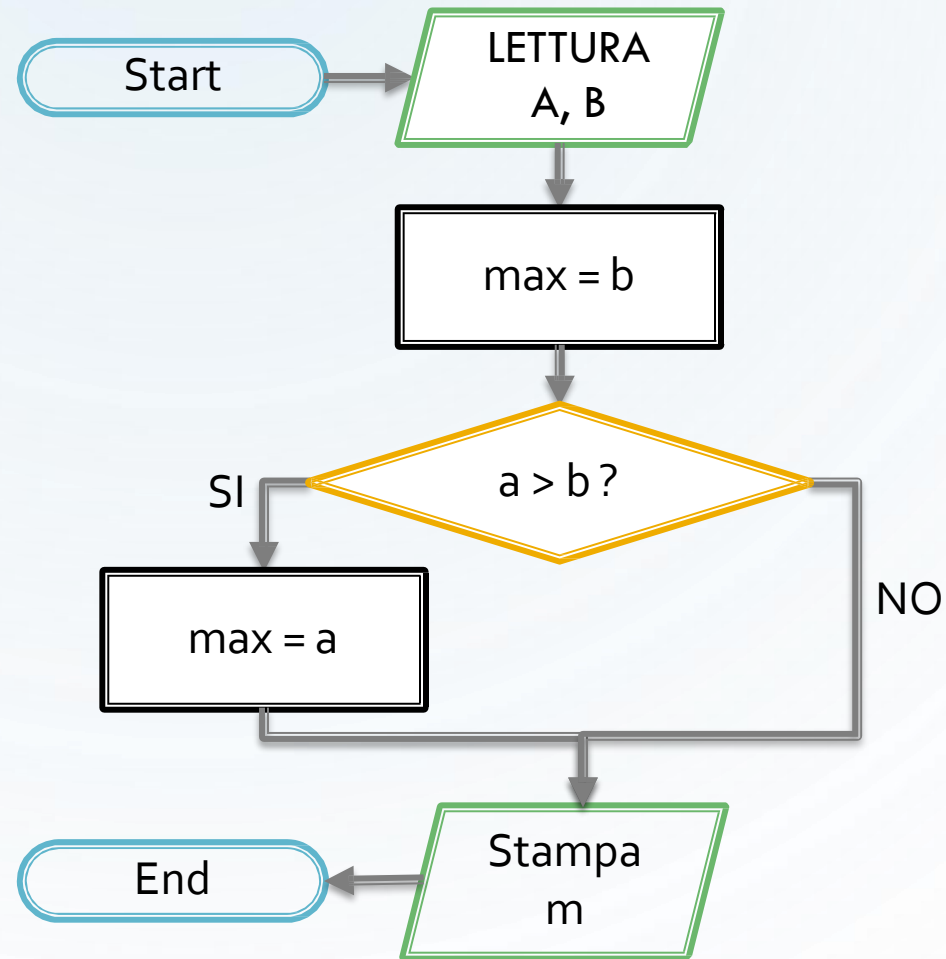 Start
LETTURA
A, B
max = b
a > b ?
SI
NO
max = a
Stampa
m
End